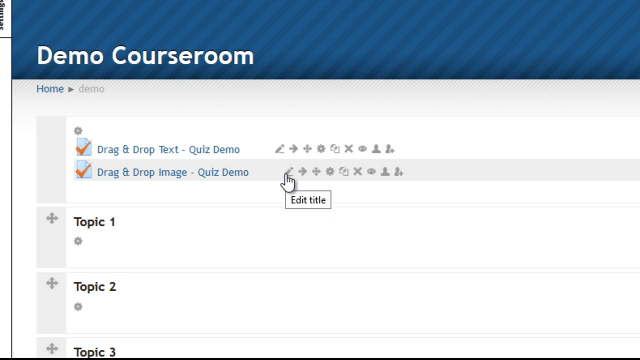 settings
Demo Courseroom
Home ► demo
Drag & Drop Text - Quiz Demo
Drag & Drop Image - Quiz Demo
Edit title
Topic 1
Topic 2
Topic 3